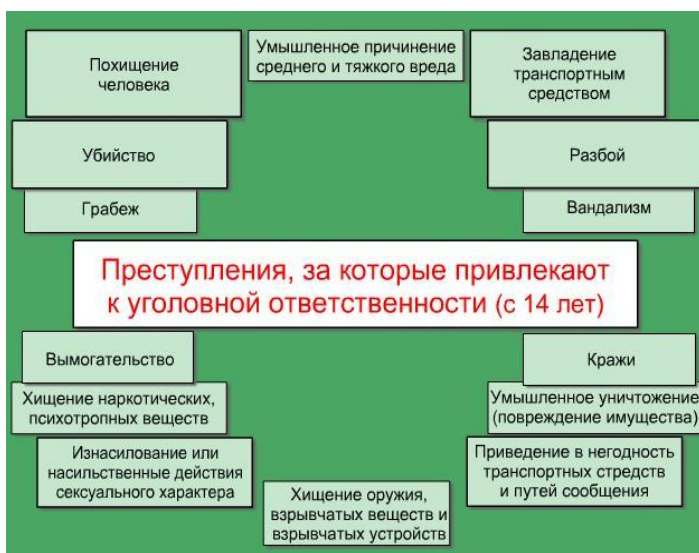 Похищение
человека
Умышленное причинение
среднего и тяжкого вреда
Завладение
транспортным
средством
Убийство
Разбой
Грабеж
Вандализм
Преступления, за которые привлекают
к уголовной ответственности (с 14 лет)
Вымогательство
Кражи
Хищение наркотических,
психотропных веществ
Умышленное уничтожение
(повреждение имущества)
Изнасилование или
насильственные действия
сексуального характера
Приведение в негодность
транспортных стредств
и путей сообщения
Хищение оружия,
взрывчатых веществ и
взрывчатых устройств